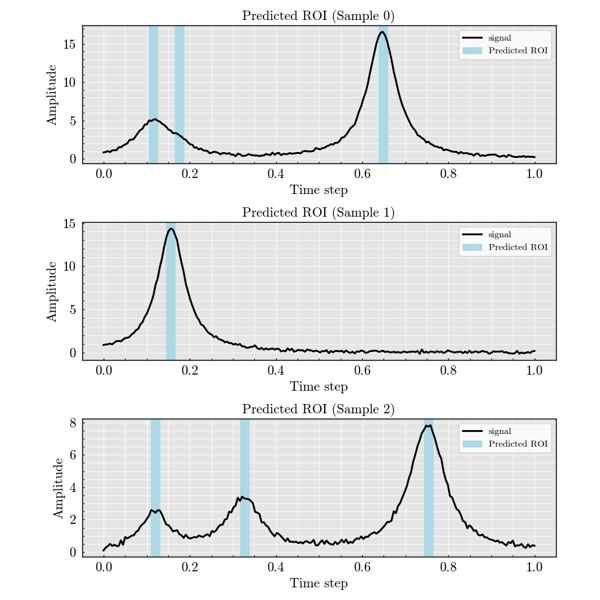 Predicted ROI (Sample 0)
15
10
5
0
Amplitude
signal
Predicted ROI
0.0 0.2 0.4 0.6 0.8 1.0
Time step
Predicted ROI (Sample 1)
15
10
5
0
Amplitude
signal
Predicted ROI
0.0 0.2 0.4 0.6 0.8 1.0
Time step
Predicted ROI (Sample 2)
8
6
4
2
0
Amplitude
signal
Predicted ROI
0.0 0.2 0.4 0.6 0.8 1.0
Time step